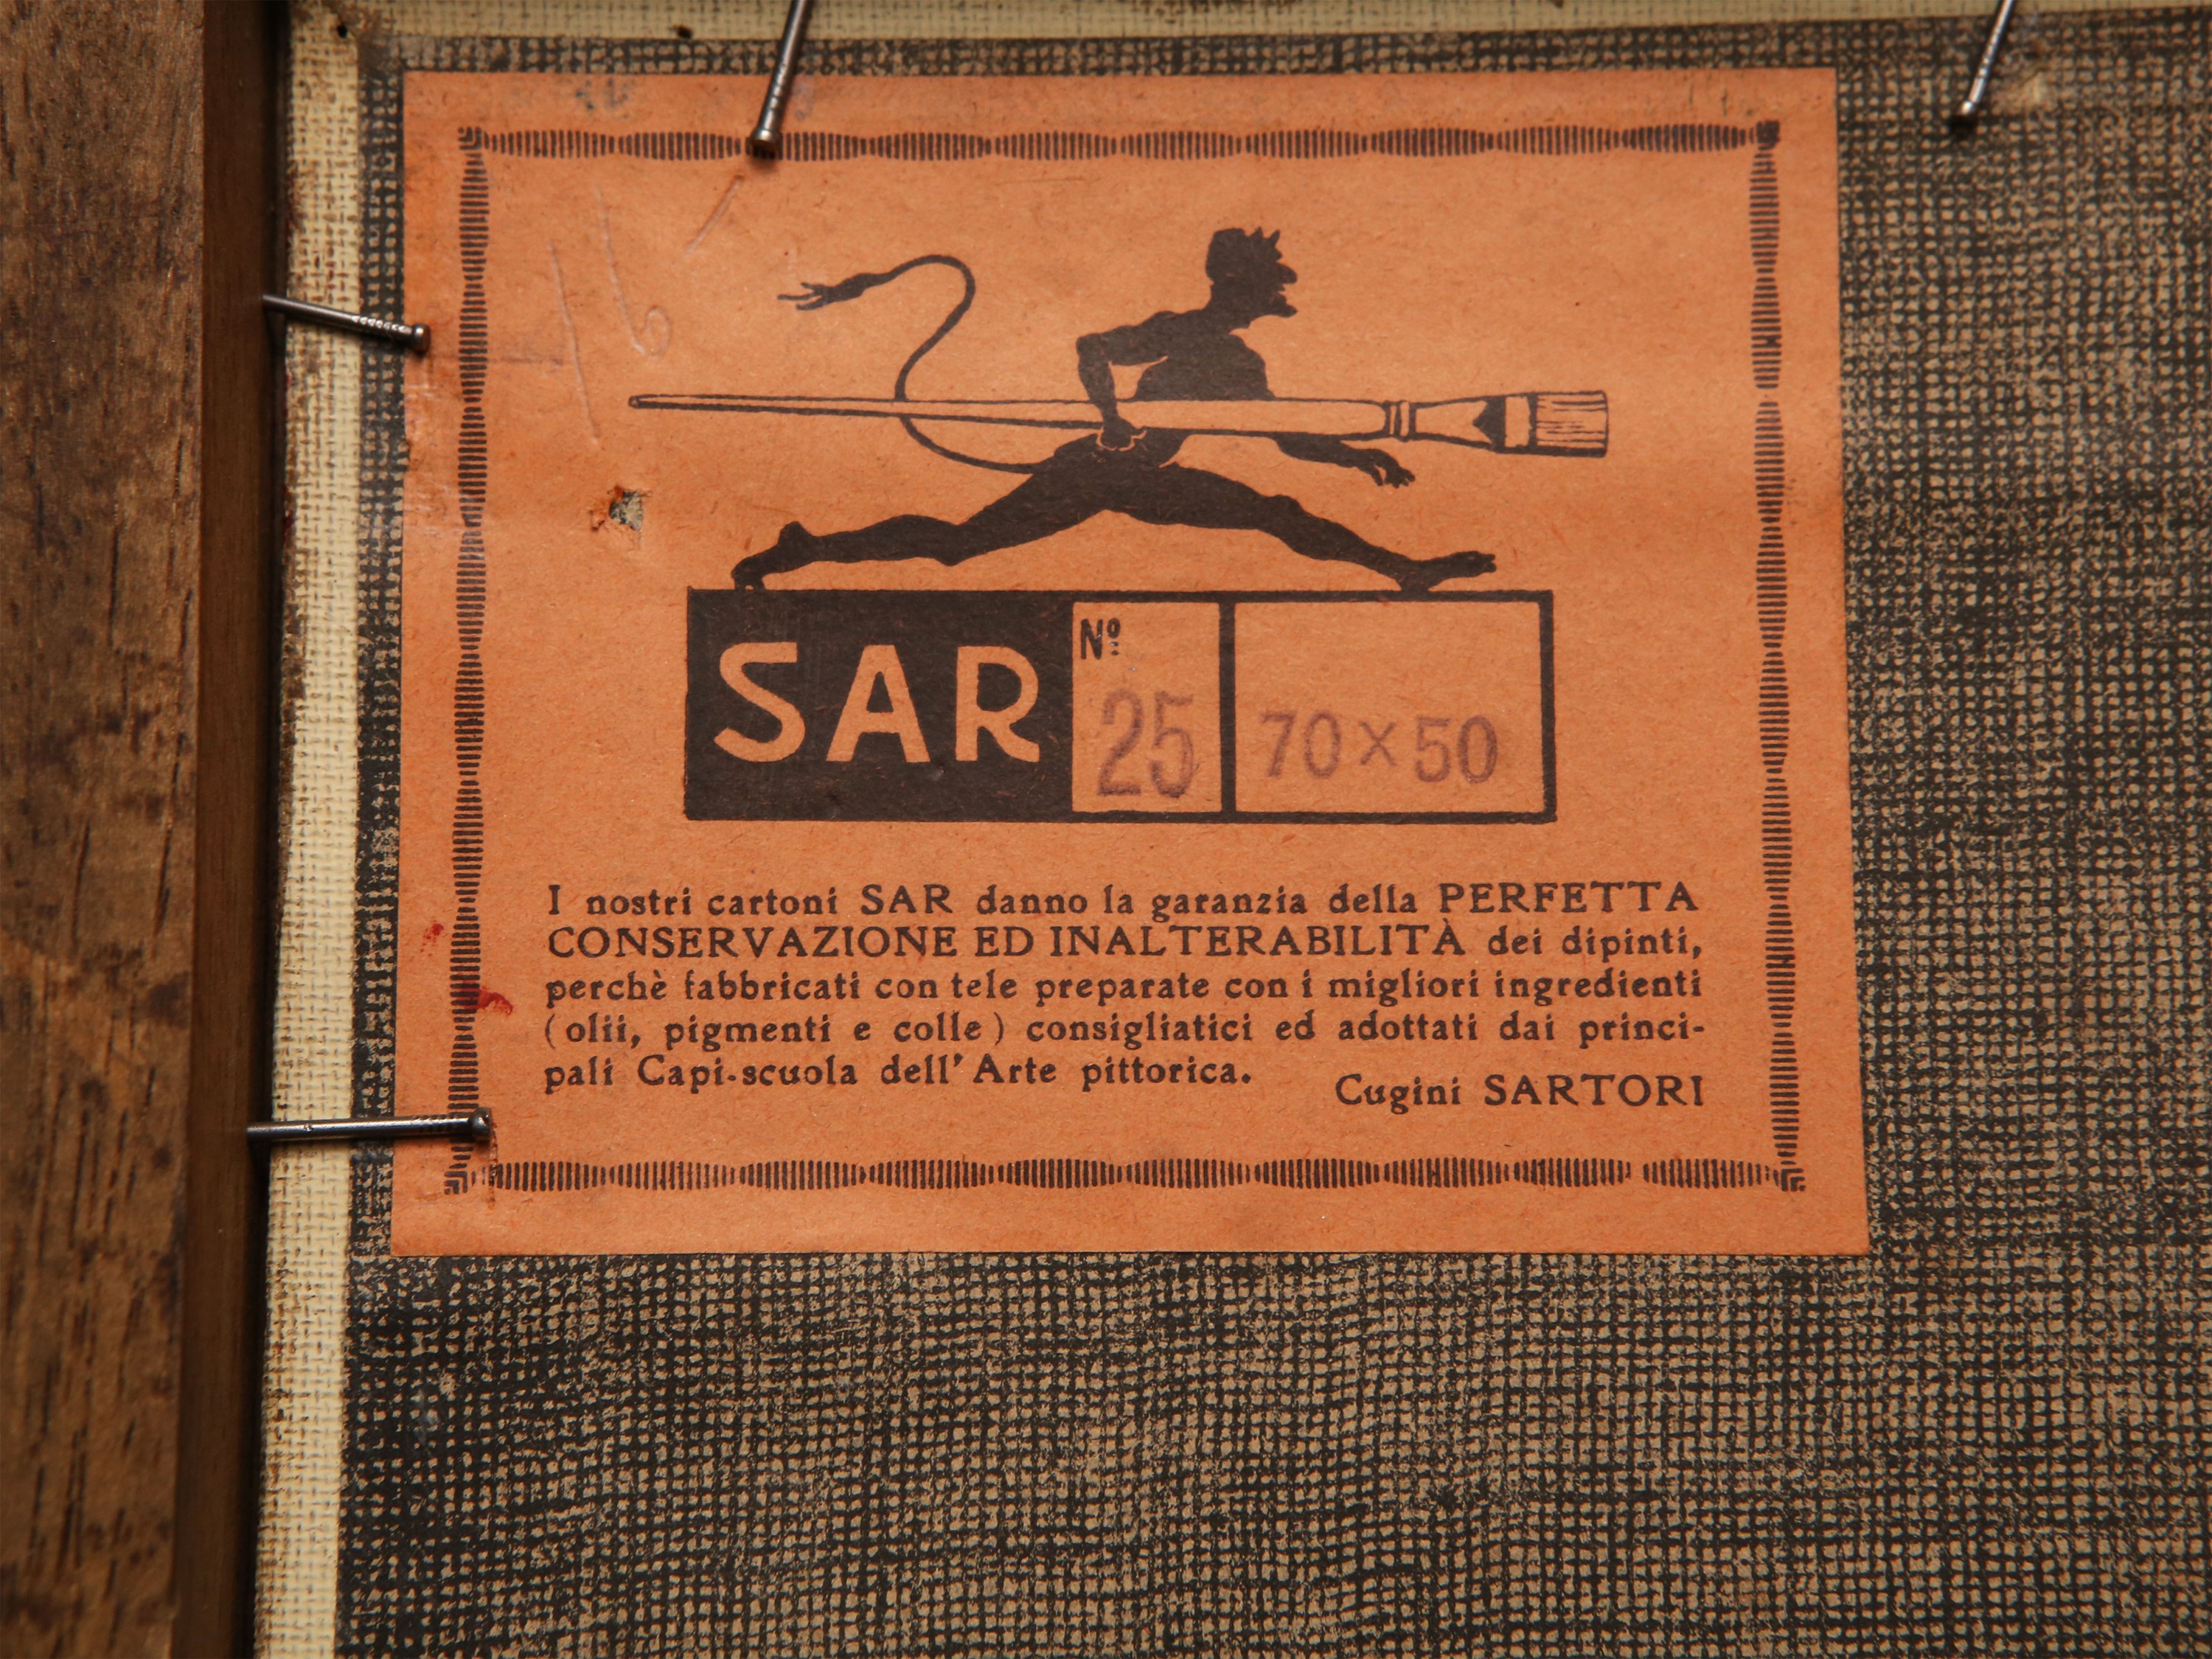 16
SAR Nº: 25 70×50
I nostri cartoni SAR danno la garanzia della PERFETTA
CONSERVAZIONE ED INALTERABILITÀ dei dipinti,
perchè fabbricati con tele preparate con i migliori ingredienti
(olii, pigmenti e colle) consigliatici ed adottati dai princi-
pali Capi-scuola dell'Arte pittorica.
Cugini SARTORI